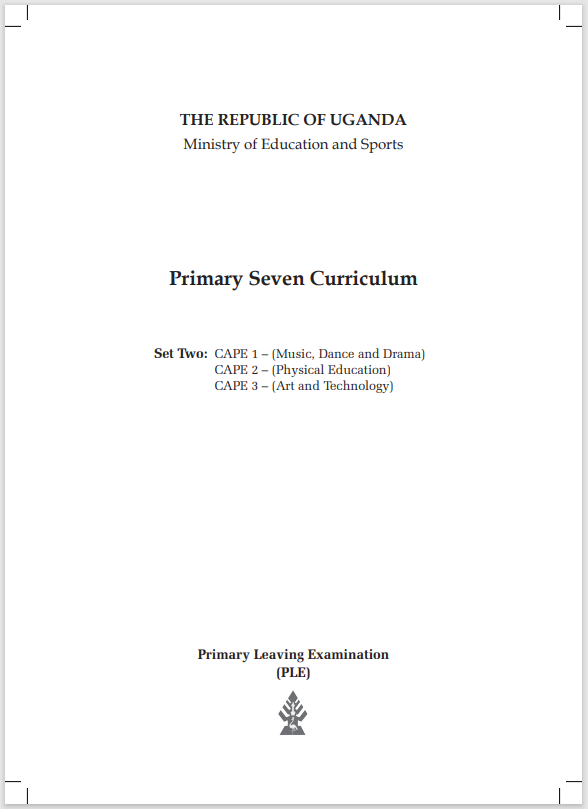 THE REPUBLIC OF UGANDA
Ministry of Education and Sports
Primary Seven Curriculum
Set Two: CAPE 1 – (Music, Dance and Drama)
CAPE 2 – (Physical Education)
CAPE 3 – (Art and Technology)
Primary Leaving Examination
(PLE)